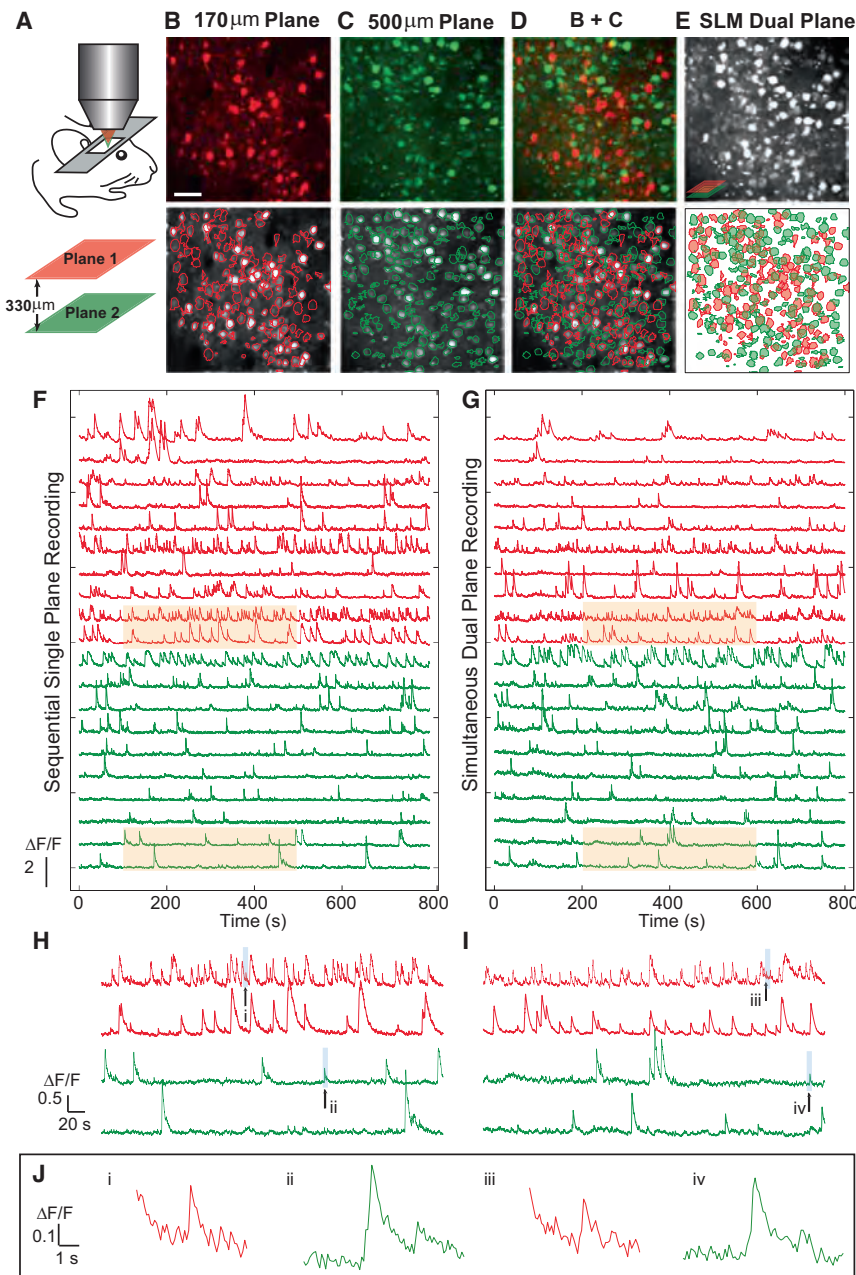 A
B 170 μm Plane
C 500μm Plane
D B + C
E SLM Dual Plane
Plane 1
330μm
Plane 2
F
Sequential Single Plane Recording
ΔF/F
2
0 200 400 600 800
Time (s)
G
Simultaneous Dual Plane Recording
0 200 400 600 800
Time (s)
H
i
ii
ΔF/F
0.5
20 s
I
iii
iv
J
i
ii
iii
iv
ΔF/F
0.1
1 s